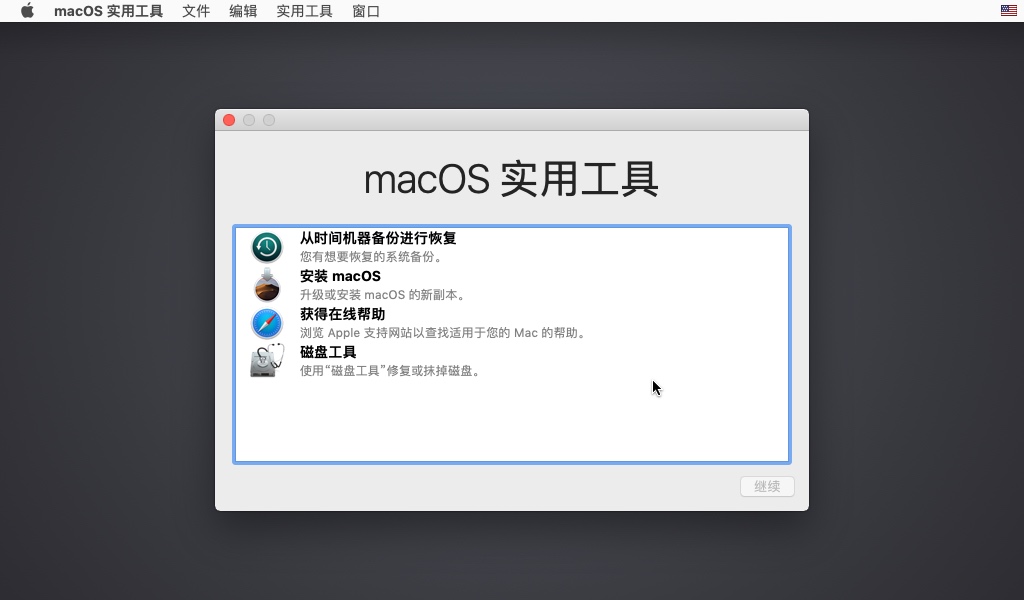 macOS 实用工具 文件 编辑 实用工具 窗口
macOS 实用工具
从时间机器备份进行恢复
您有想要恢复的系统备份。
安装 macOS
升级或安装 macOS 的新副本。
获得在线帮助
浏览 Apple 支持网站以查找适用于您的 Mac 的帮助。
磁盘工具
使用“磁盘工具”修复或抹掉磁盘。
继续